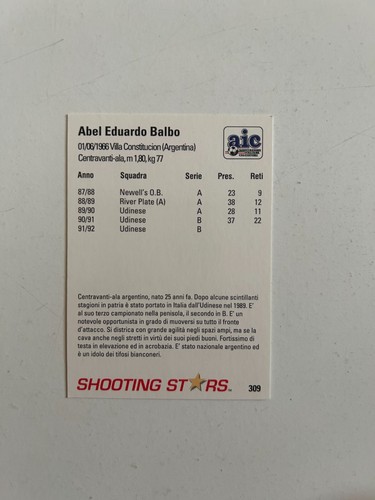 Abel Eduardo Balbo
01/06/1966 Villa Constitucion (Argentina)
Centravanti-ala, m 1,80, kg 77
aic
Anno Squadra Serie Pres. Reti
87/88 Newell's O.B. A 23 9
88/89 River Plate (A) A 38 12
89/90 Udinese A 28 11
90/91 Udinese B 37 22
91/92 Udinese B
Centravanti-ala argentino, nato 25 anni fa. Dopo alcune scintillanti
stagioni in patria è stato portato in Italia dall'Udinese nel 1989. E'
al suo terzo campionato nella penisola, il secondo in B. E' un
notevole opportunista in grado di muoversi su tutto il fronte
d'attacco. Si districa con grande agilità negli spazi ampi, ma se la
cava anche negli stretti in virtù dei suoi piedi buoni. Fortissimo di
testa in elevazione ed in acrobazia. E' stato nazionale argentino ed
è un idolo dei tifosi bianconeri.
SHOOTING ST★RS™ 309